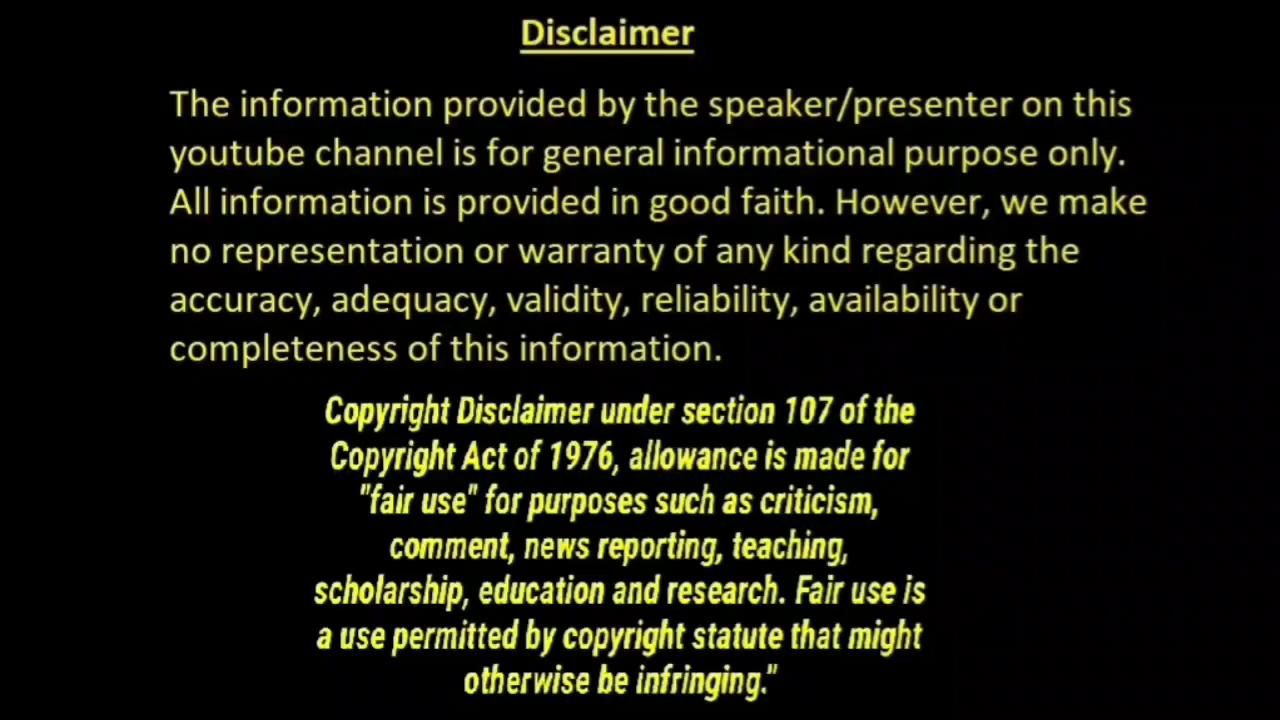 Disclaimer
The information provided by the speaker/presenter on this
youtube channel is for general informational purpose only.
All information is provided in good faith. However, we make
no representation or warranty of any kind regarding the
accuracy, adequacy, validity, reliability, availability or
completeness of this information.
Copyright Disclaimer under section 107 of the
Copyright Act of 1976, allowance is made for
"fair use" for purposes such as criticism,
comment, news reporting, teaching,
scholarship, education and research. Fair use is
a use permitted by copyright statute that might
otherwise be infringing."